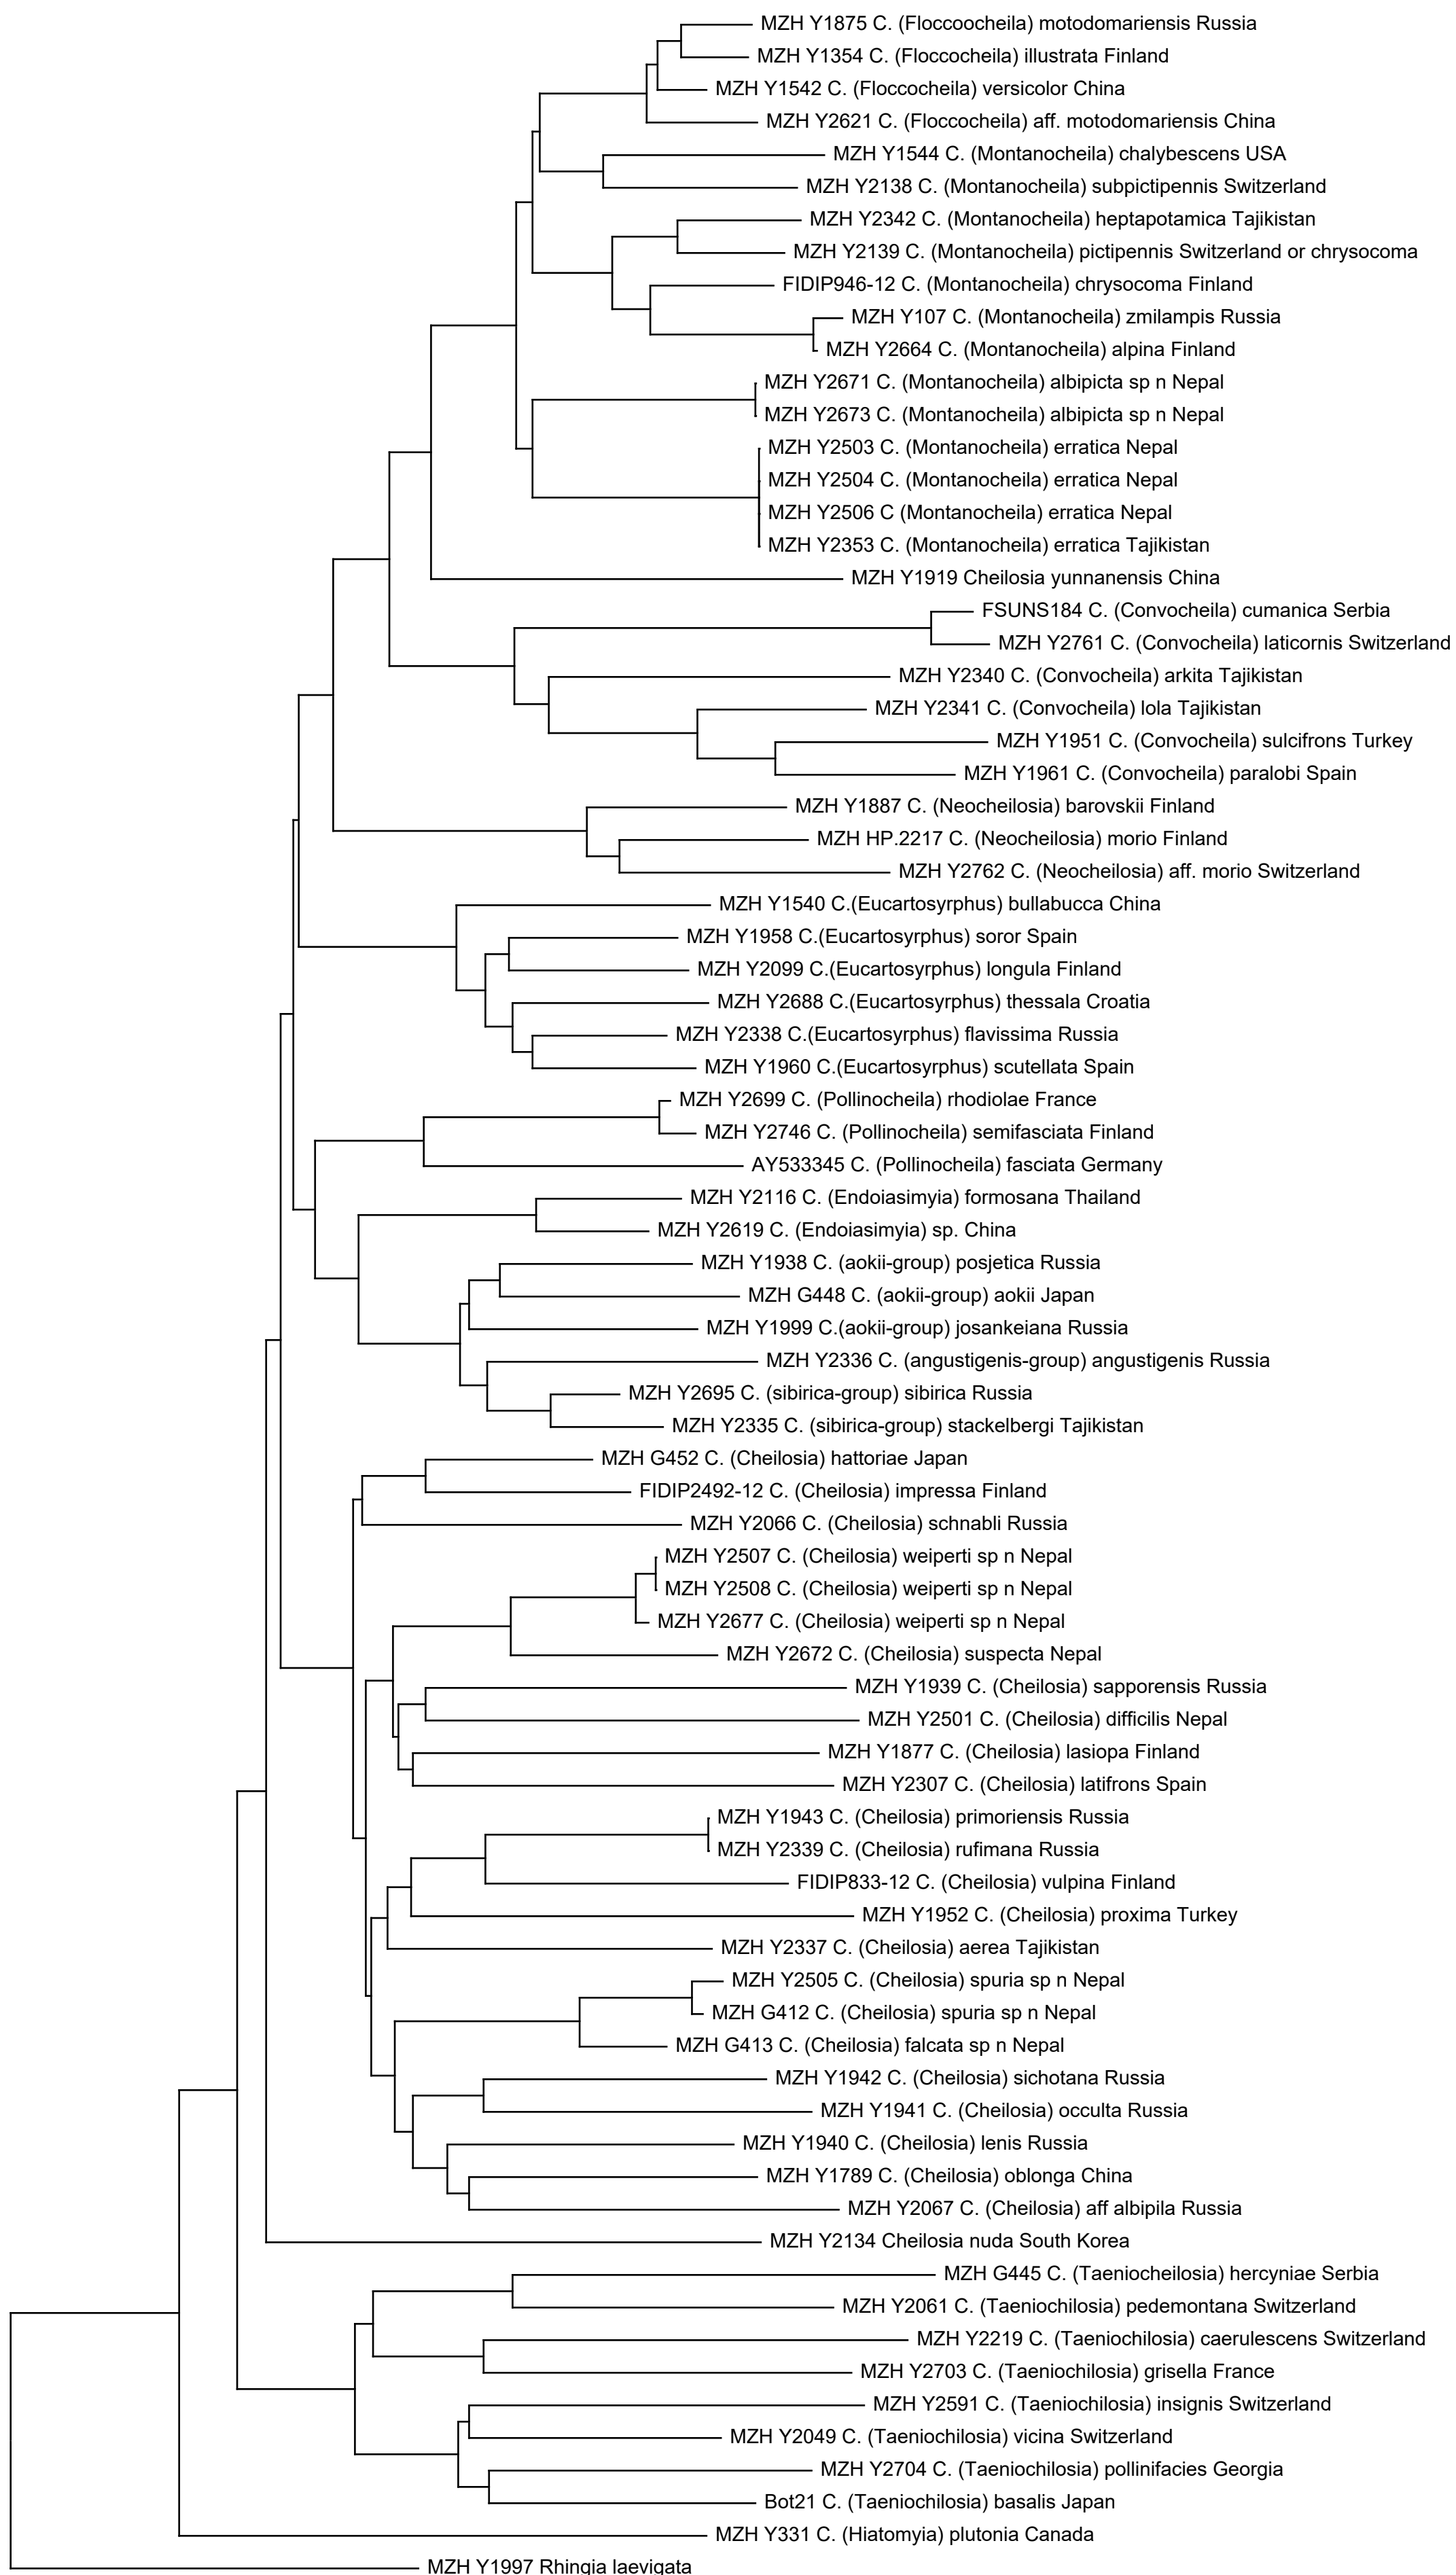 MZH Y1875 C. (Floccoocheila) motodomariensis Russia
MZH Y1354 C. (Floccocheila) illustrata Finland
MZH Y1542 C. (Floccocheila) versicolor China
MZH Y2621 C. (Floccocheila) aff. motodomariensis China
MZH Y1544 C. (Montanocheila) chalybescens USA
MZH Y2138 C. (Montanocheila) subpictipennis Switzerland
MZH Y2342 C. (Montanocheila) heptapotamica Tajikistan
MZH Y2139 C. (Montanocheila) pictipennis Switzerland or chrysocoma
FIDIP946-12 C. (Montanocheila) chrysocoma Finland
MZH Y107 C. (Montanocheila) zmilampis Russia
MZH Y2664 C. (Montanocheila) alpina Finland
MZH Y2671 C. (Montanocheila) albipicta sp n Nepal
MZH Y2673 C. (Montanocheila) albipicta sp n Nepal
MZH Y2503 C. (Montanocheila) erratica Nepal
MZH Y2504 C. (Montanocheila) erratica Nepal
MZH Y2506 C (Montanocheila) erratica Nepal
MZH Y2353 C. (Montanocheila) erratica Tajikistan
MZH Y1919 Cheilosia yunnanensis China
FSUNS184 C. (Convocheila) cumanica Serbia
MZH Y2761 C. (Convocheila) laticornis Switzerland
MZH Y2340 C. (Convocheila) arkita Tajikistan
MZH Y2341 C. (Convocheila) lola Tajikistan
MZH Y1951 C. (Convocheila) sulcifrons Turkey
MZH Y1961 C. (Convocheila) paralobi Spain
MZH Y1887 C. (Neocheilosia) barovskii Finland
MZH HP.2217 C. (Neocheilosia) morio Finland
MZH Y2762 C. (Neocheilosia) aff. morio Switzerland
MZH Y1540 C.(Eucartosyrphus) bullabucca China
MZH Y1958 C.(Eucartosyrphus) soror Spain
MZH Y2099 C.(Eucartosyrphus) longula Finland
MZH Y2688 C.(Eucartosyrphus) thessala Croatia
MZH Y2338 C.(Eucartosyrphus) flavissima Russia
MZH Y1960 C.(Eucartosyrphus) scutellata Spain
MZH Y2699 C. (Pollinocheila) rhodiolae France
MZH Y2746 C. (Pollinocheila) semifasciata Finland
AY533345 C. (Pollinocheila) fasciata Germany
MZH Y2116 C. (Endoiasimyia) formosana Thailand
MZH Y2619 C. (Endoiasimyia) sp. China
MZH Y1938 C. (aokii-group) posjetica Russia
MZH G448 C. (aokii-group) aokii Japan
MZH Y1999 C.(aokii-group) josankeiana Russia
MZH Y2336 C. (angustigenis-group) angustigenis Russia
MZH Y2695 C. (sibirica-group) sibirica Russia
MZH Y2335 C. (sibirica-group) stackelbergi Tajikistan
MZH G452 C. (Cheilosia) hattoriae Japan
FIDIP2492-12 C. (Cheilosia) impressa Finland
MZH Y2066 C. (Cheilosia) schnabli Russia
MZH Y2507 C. (Cheilosia) weiperti sp n Nepal
MZH Y2508 C. (Cheilosia) weiperti sp n Nepal
MZH Y2677 C. (Cheilosia) weiperti sp n Nepal
MZH Y2672 C. (Cheilosia) suspecta Nepal
MZH Y1939 C. (Cheilosia) sapporensis Russia
MZH Y2501 C. (Cheilosia) difficilis Nepal
MZH Y1877 C. (Cheilosia) lasiopa Finland
MZH Y2307 C. (Cheilosia) latifrons Spain
MZH Y1943 C. (Cheilosia) primoriensis Russia
MZH Y2339 C. (Cheilosia) rufimana Russia
FIDIP833-12 C. (Cheilosia) vulpina Finland
MZH Y1952 C. (Cheilosia) proxima Turkey
MZH Y2337 C. (Cheilosia) aerea Tajikistan
MZH Y2505 C. (Cheilosia) spuria sp n Nepal
MZH G412 C. (Cheilosia) spuria sp n Nepal
MZH G413 C. (Cheilosia) falcata sp n Nepal
MZH Y1942 C. (Cheilosia) sichotana Russia
MZH Y1941 C. (Cheilosia) occulta Russia
MZH Y1940 C. (Cheilosia) lenis Russia
MZH Y1789 C. (Cheilosia) oblonga China
MZH Y2067 C. (Cheilosia) aff albipila Russia
MZH Y2134 Cheilosia nuda South Korea
MZH G445 C. (Taeniocheilosia) hercyniae Serbia
MZH Y2061 C. (Taeniochilosia) pedemontana Switzerland
MZH Y2219 C. (Taeniochilosia) caerulescens Switzerland
MZH Y2703 C. (Taeniochilosia) grisella France
MZH Y2591 C. (Taeniochilosia) insignis Switzerland
MZH Y2049 C. (Taeniochilosia) vicina Switzerland
MZH Y2704 C. (Taeniochilosia) pollinifacies Georgia
Bot21 C. (Taeniochilosia) basalis Japan
MZH Y331 C. (Hiatomyia) plutonia Canada
MZH Y1997 Rhingia laevigata